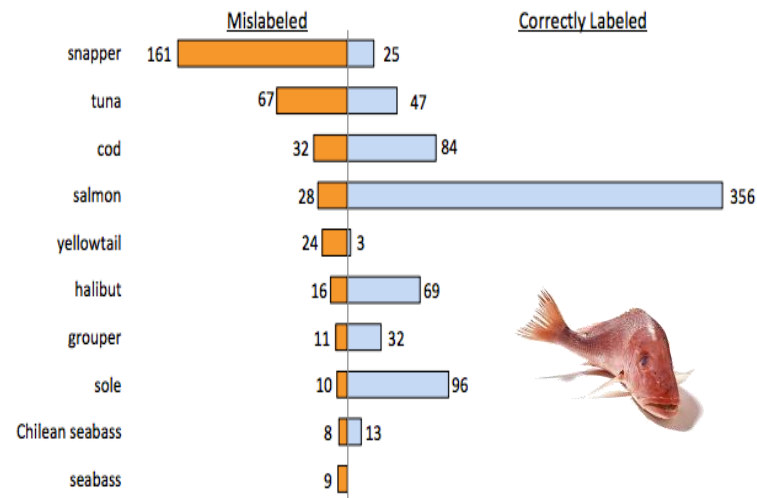 Mislabeled Correctly Labeled
snapper 161 25
tuna 67 47
cod 32 84
salmon 28 356
yellowtail 24 3
halibut 16 69
grouper 11 32
sole 10 96
Chilean seabass 8 13
seabass 9